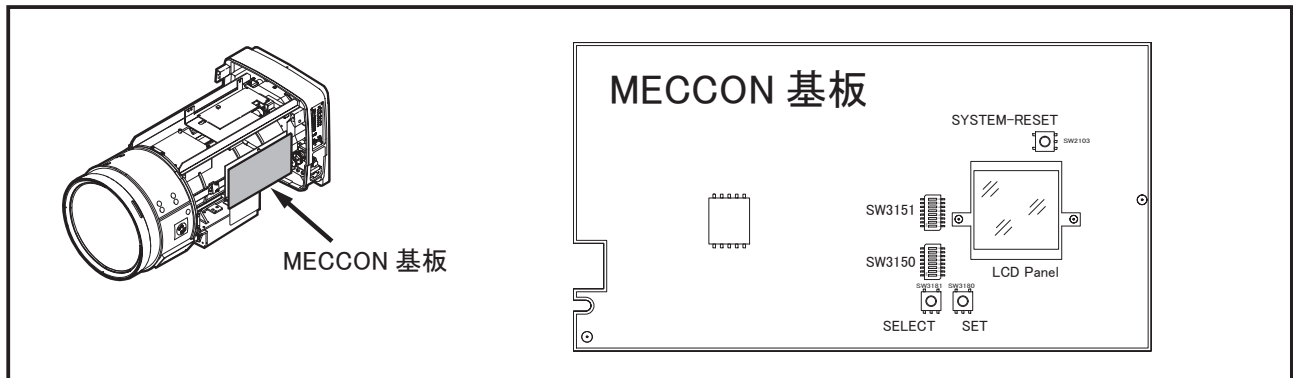 MECCON 基板
MECCON 基板
SYSTEM-RESET
SW2103
SW3151
SW3150
LCD Panel
SW3181 SW3180
SELECT SET